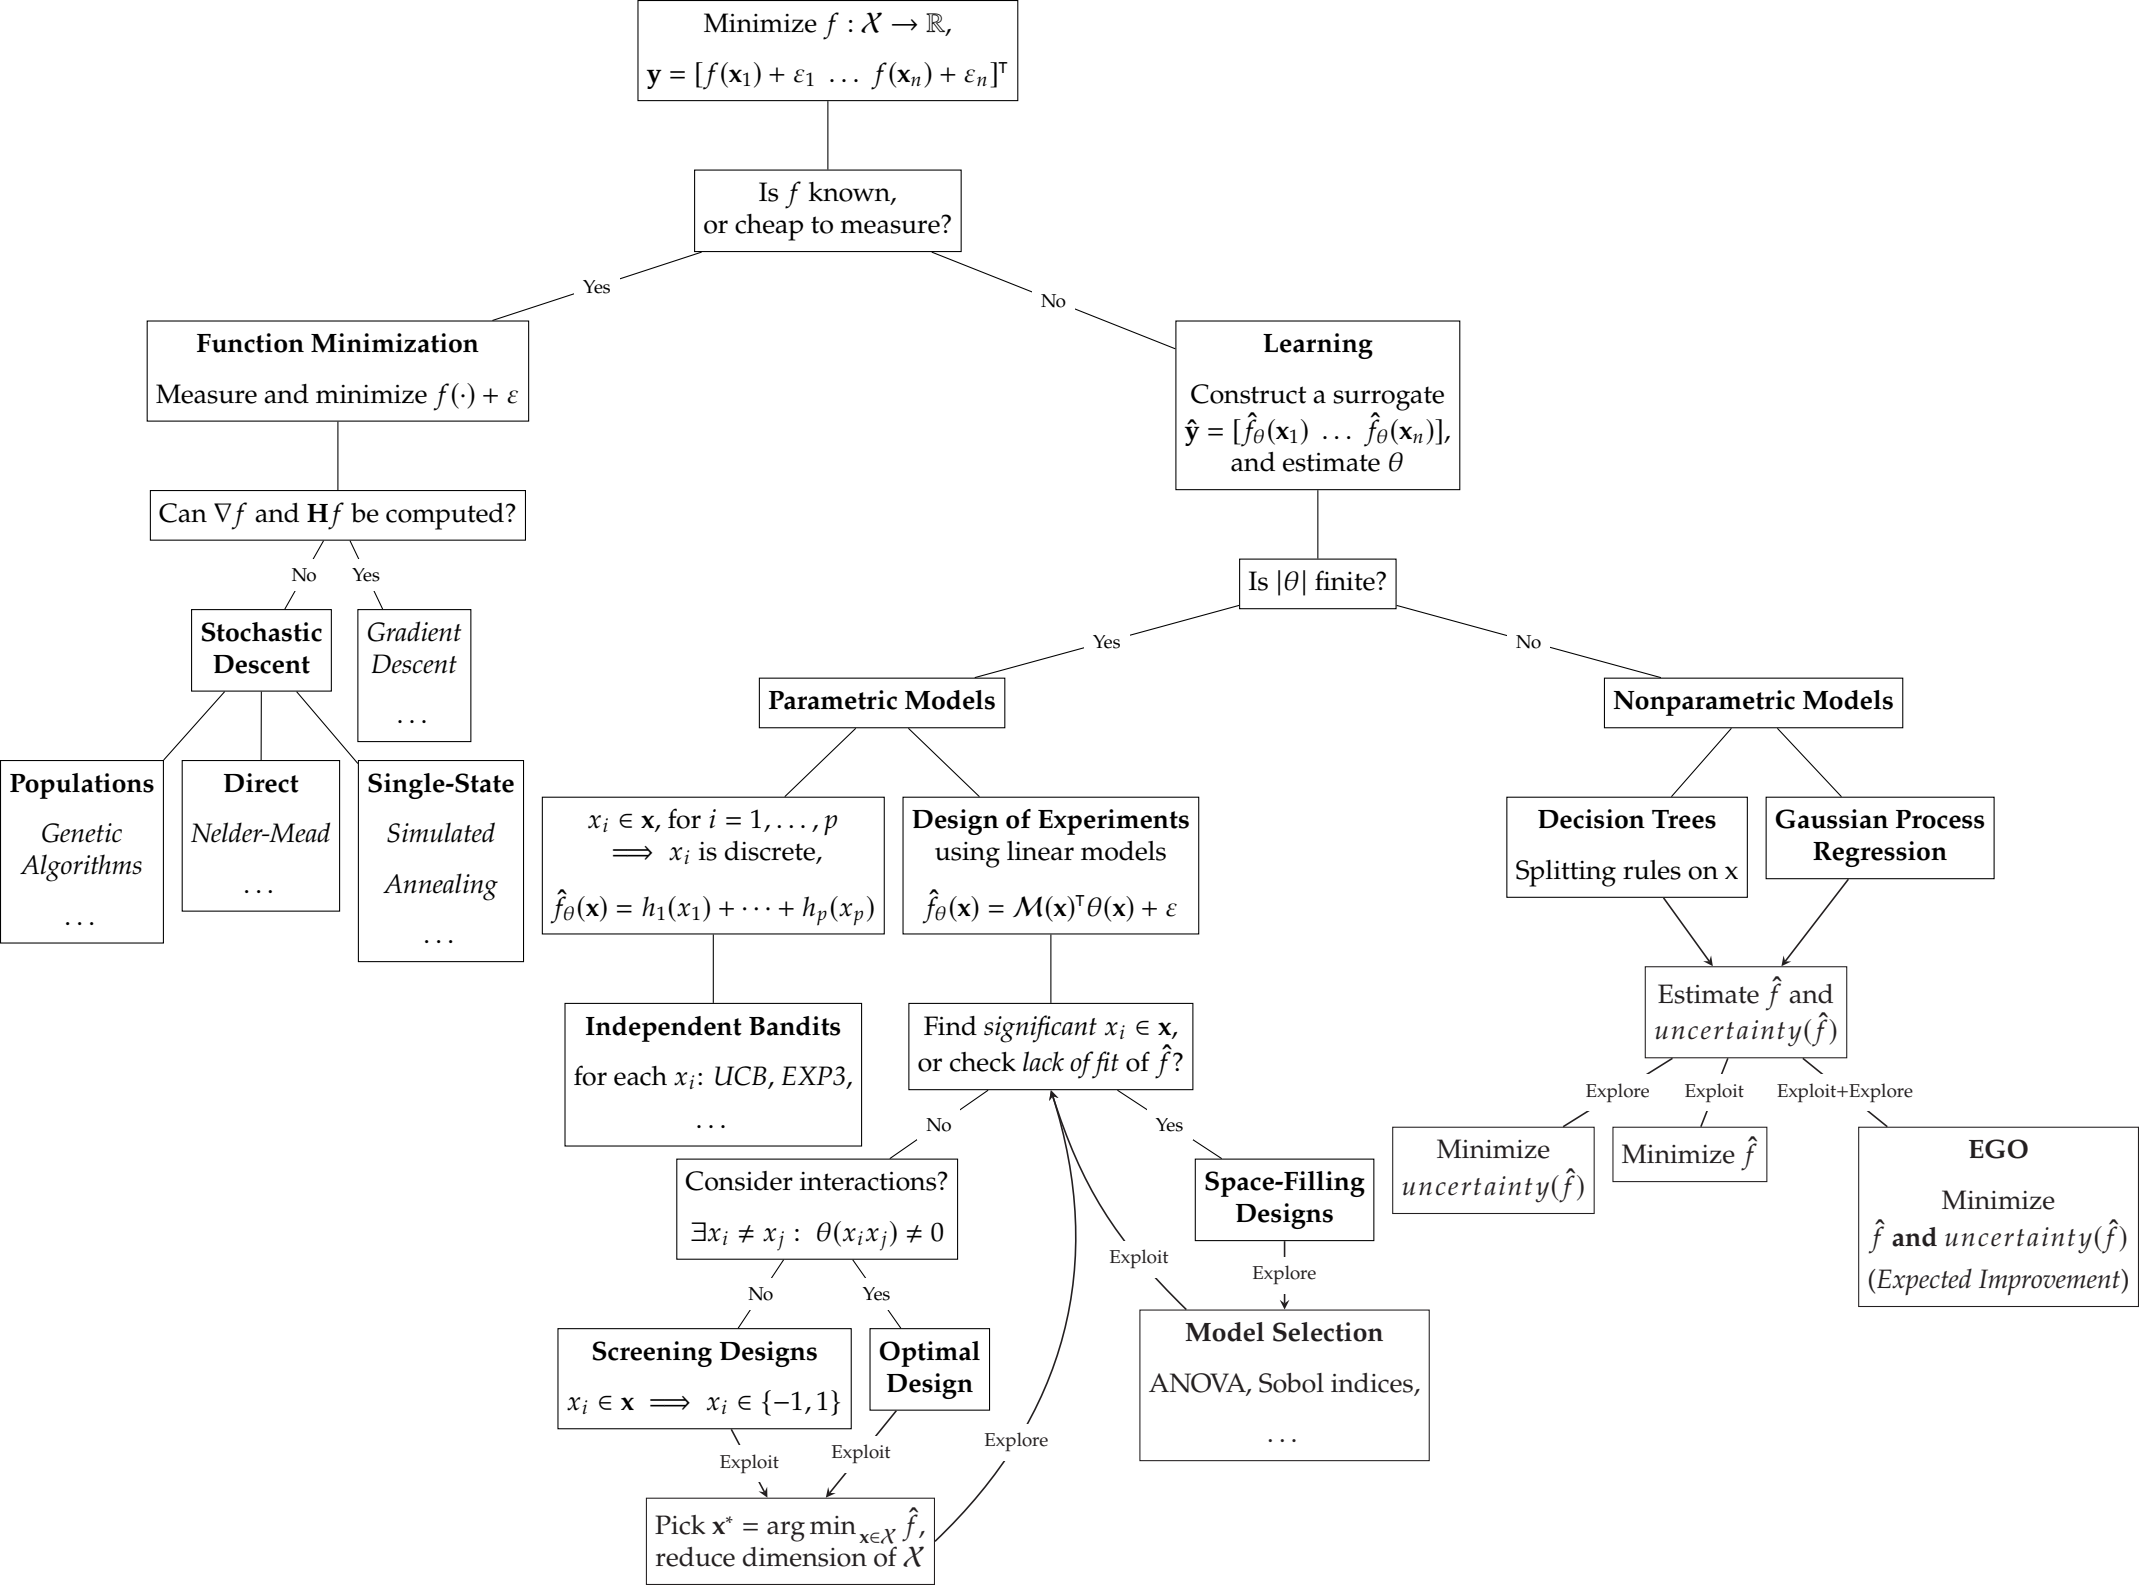 Minimize f : 𝒳 → ℝ,
y = [f(x₁) + ε₁ … f(xₙ) + εₙ]ᵀ
Is f known,
or cheap to measure?
Yes
No
Function Minimization
Measure and minimize f(·) + ε
Learning
Construct a surrogate
ŷ = [f̂_θ(x₁) … f̂_θ(xₙ)],
and estimate θ
Can ∇f and Hf be computed?
No
Yes
Is |θ| finite?
Yes
No
Stochastic
Descent
Gradient
Descent
…
Populations
Genetic
Algorithms
…
Direct
Nelder-Mead
…
Single-State
Simulated
Annealing
…
Parametric Models
Nonparametric Models
xᵢ ∈ x, for i = 1, …, p
⟹ xᵢ is discrete,
f̂_θ(x) = h₁(x₁) + ··· + hₚ(xₚ)
Design of Experiments
using linear models
f̂_θ(x) = ℳ(x)ᵀθ(x) + ε
Decision Trees
Splitting rules on x
Gaussian Process
Regression
Independent Bandits
for each xᵢ: UCB, EXP3,
…
Find significant xᵢ ∈ x,
or check lack of fit of f̂?
Estimate f̂ and
uncertainty(f̂)
No
Yes
Explore
Exploit
Exploit+Explore
Consider interactions?
∃xᵢ ≠ xⱼ : θ(xᵢxⱼ) ≠ 0
Space-Filling
Designs
Minimize
uncertainty(f̂)
Minimize f̂
EGO
Minimize
f̂ and uncertainty(f̂)
(Expected Improvement)
No
Yes
Exploit
Explore
Screening Designs
xᵢ ∈ x ⟹ xᵢ ∈ {−1, 1}
Optimal
Design
Model Selection
ANOVA, Sobol indices,
…
Exploit
Exploit
Explore
Pick x* = arg min_{x∈𝒳} f̂,
reduce dimension of 𝒳